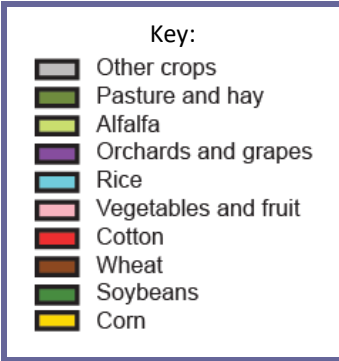 Key:
Other crops
Pasture and hay
Alfalfa
Orchards and grapes
Rice
Vegetables and fruit
Cotton
Wheat
Soybeans
Corn